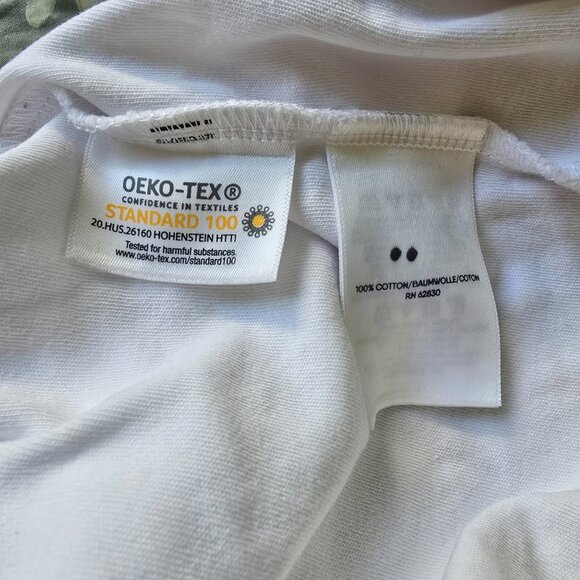 OEKO-TEX®
CONFIDENCE IN TEXTILES
STANDARD 100
20.HUS.26160 HOHENSTEIN HTTI
Tested for harmful substances.
www.oeko-tex.com/standard100
100% COTTON/BAUMWOLLE/COTON
RN 62830